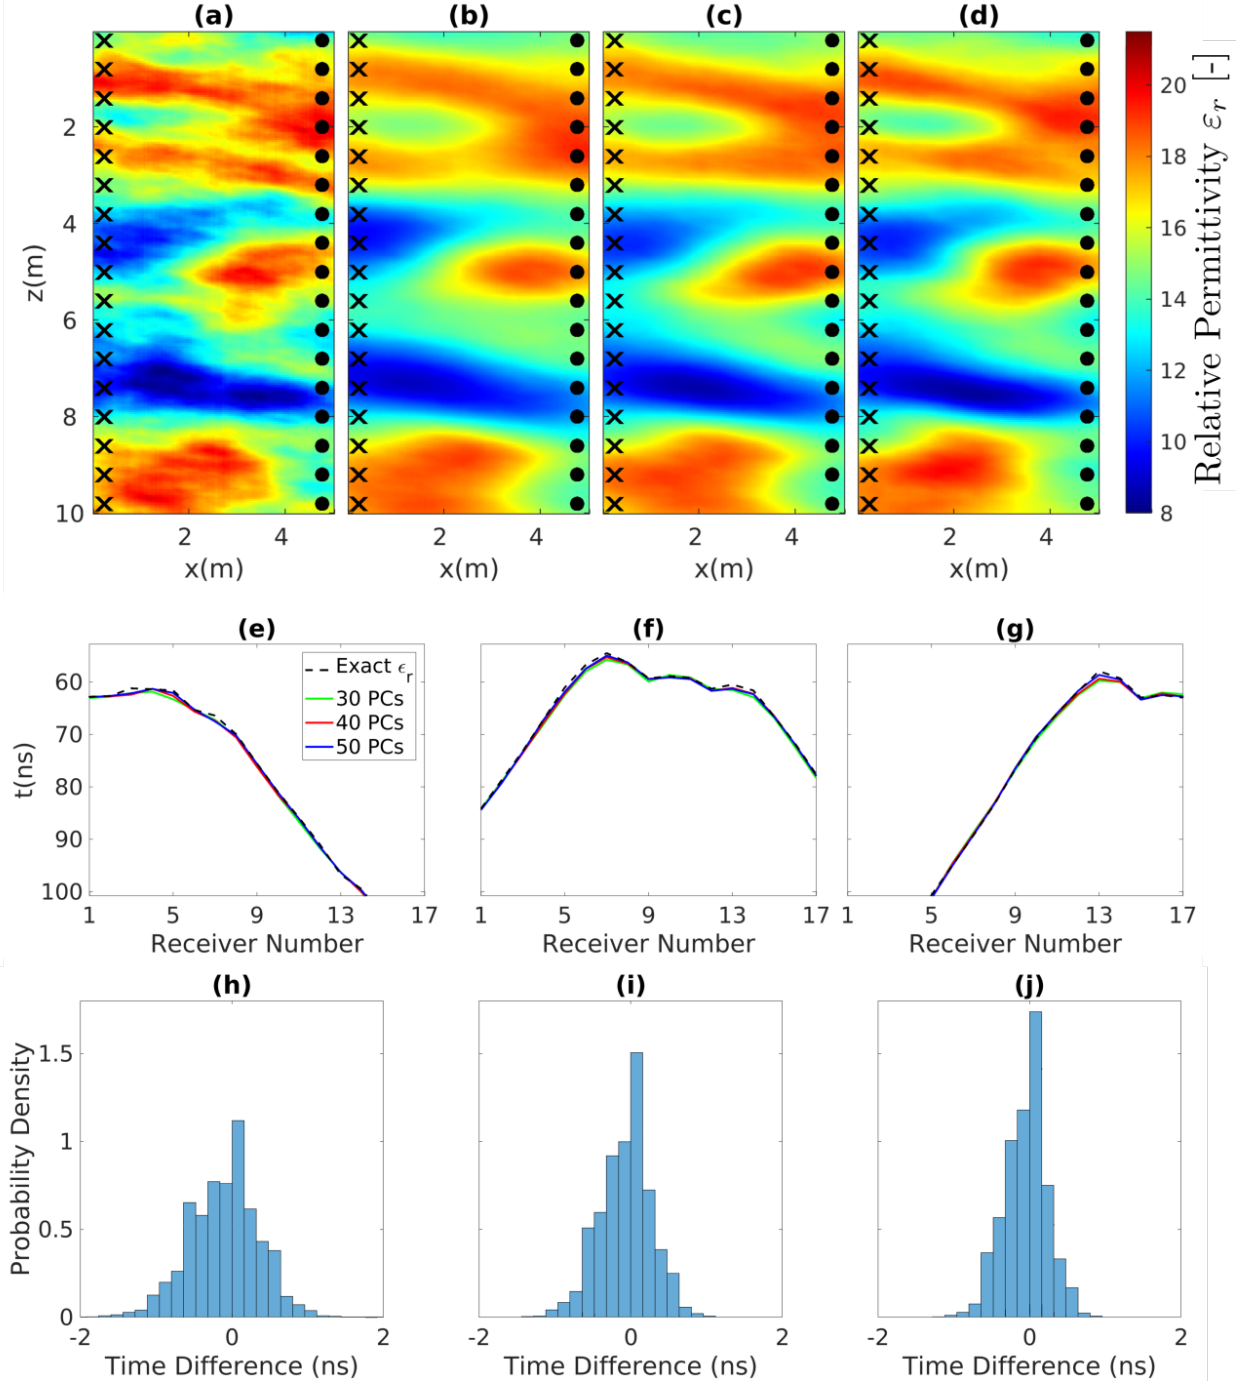 (a) (b) (c) (d)
2
4
6
8
10
z(m)
2 4
2 4
2 4
2 4
x(m) x(m) x(m) x(m)
20
18
16
14
12
10
8
Relative Permittivity εr [-]
(e) (f) (g)
60
70
80
90
100
t(ns)
Exact ϵr
30 PCs
40 PCs
50 PCs
1 5 9 13 17
1 5 9 13 17
1 5 9 13 17
Receiver Number Receiver Number Receiver Number
(h) (i) (j)
Probability Density
1.5
1
0.5
0
-2 0 2
-2 0 2
-2 0 2
Time Difference (ns) Time Difference (ns) Time Difference (ns)